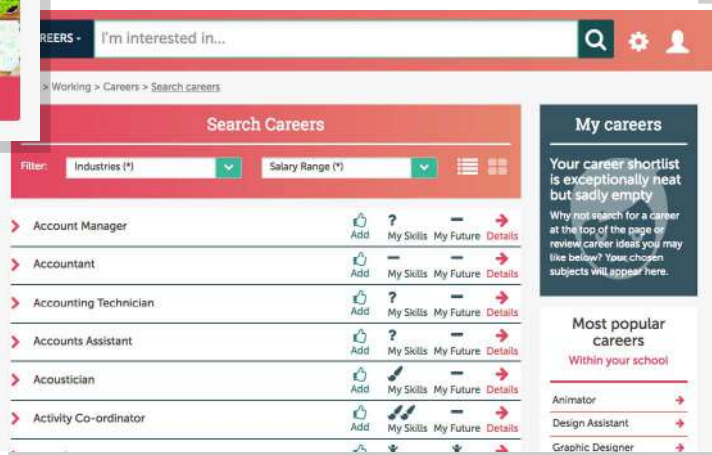 REERS
I'm interested in...
> Working > Careers > Search careers
Search Careers
Filter:
Industries (*)
Salary Range (*)
Account Manager
Add
? My Skills
My Future
Details
Accountant
Add
My Skills
My Future
Details
Accounting Technician
Add
? My Skills
My Future
Details
Accounts Assistant
Add
? My Skills
My Future
Details
Acoustician
Add
My Skills
My Future
Details
Activity Co-ordinator
Add
My Skills
My Future
Details
My careers
Your career shortlist
is exceptionally neat
but sadly empty
Why not search for a career
at the top of the page or
review career ideas you may
like below? Your chosen
subjects will appear here.
Most popular
careers
Within your school
Animator
Design Assistant
Graphic Designer